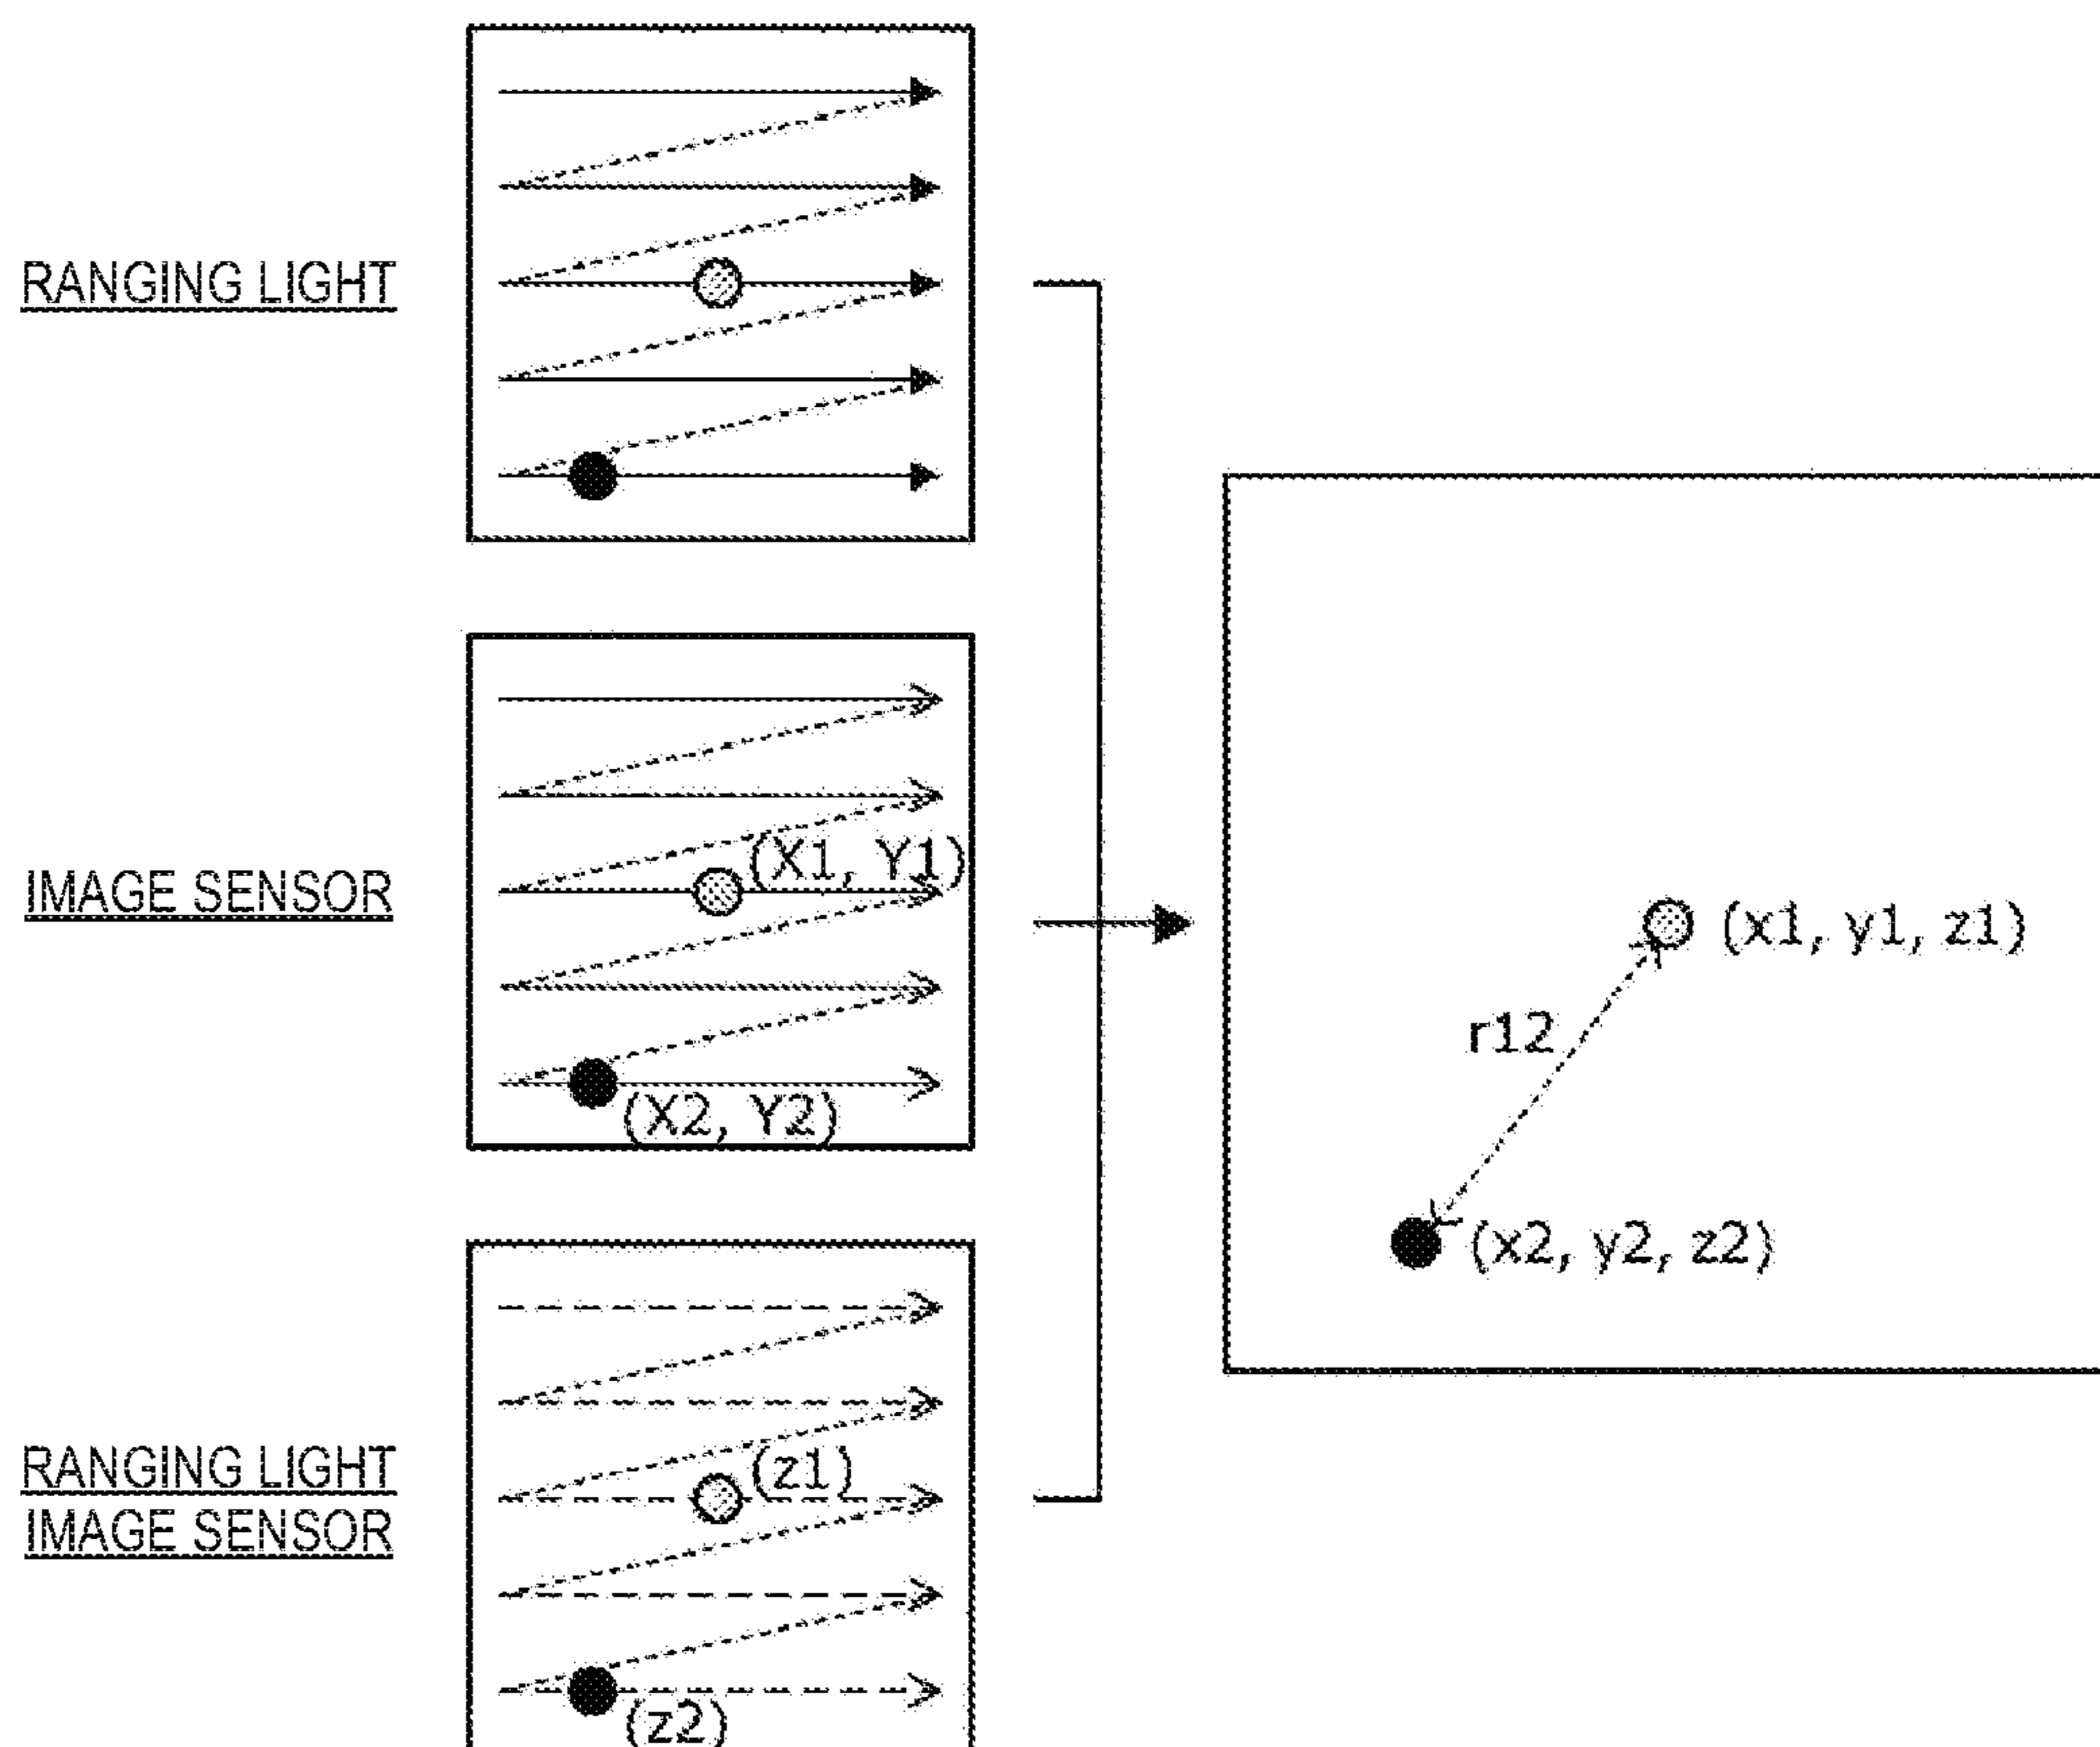 RANGING LIGHT
IMAGE SENSOR
(X1, Y1)
(X2, Y2)
RANGING LIGHT
IMAGE SENSOR
(z1)
(z2)
(x1, y1, z1)
r12
(x2, y2, z2)